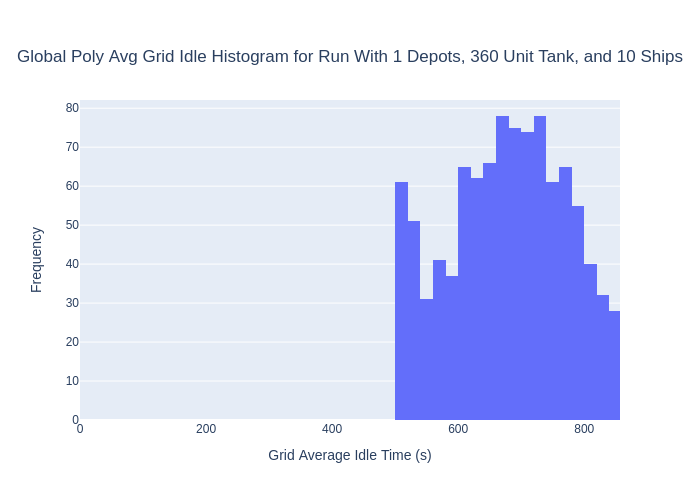 Global Poly Avg Grid Idle Histogram for Run With 1 Depots, 360 Unit Tank, and 10 Ships
80
70
60
50
40
30
20
10
0
Frequency
0 200 400 600 800
Grid Average Idle Time (s)